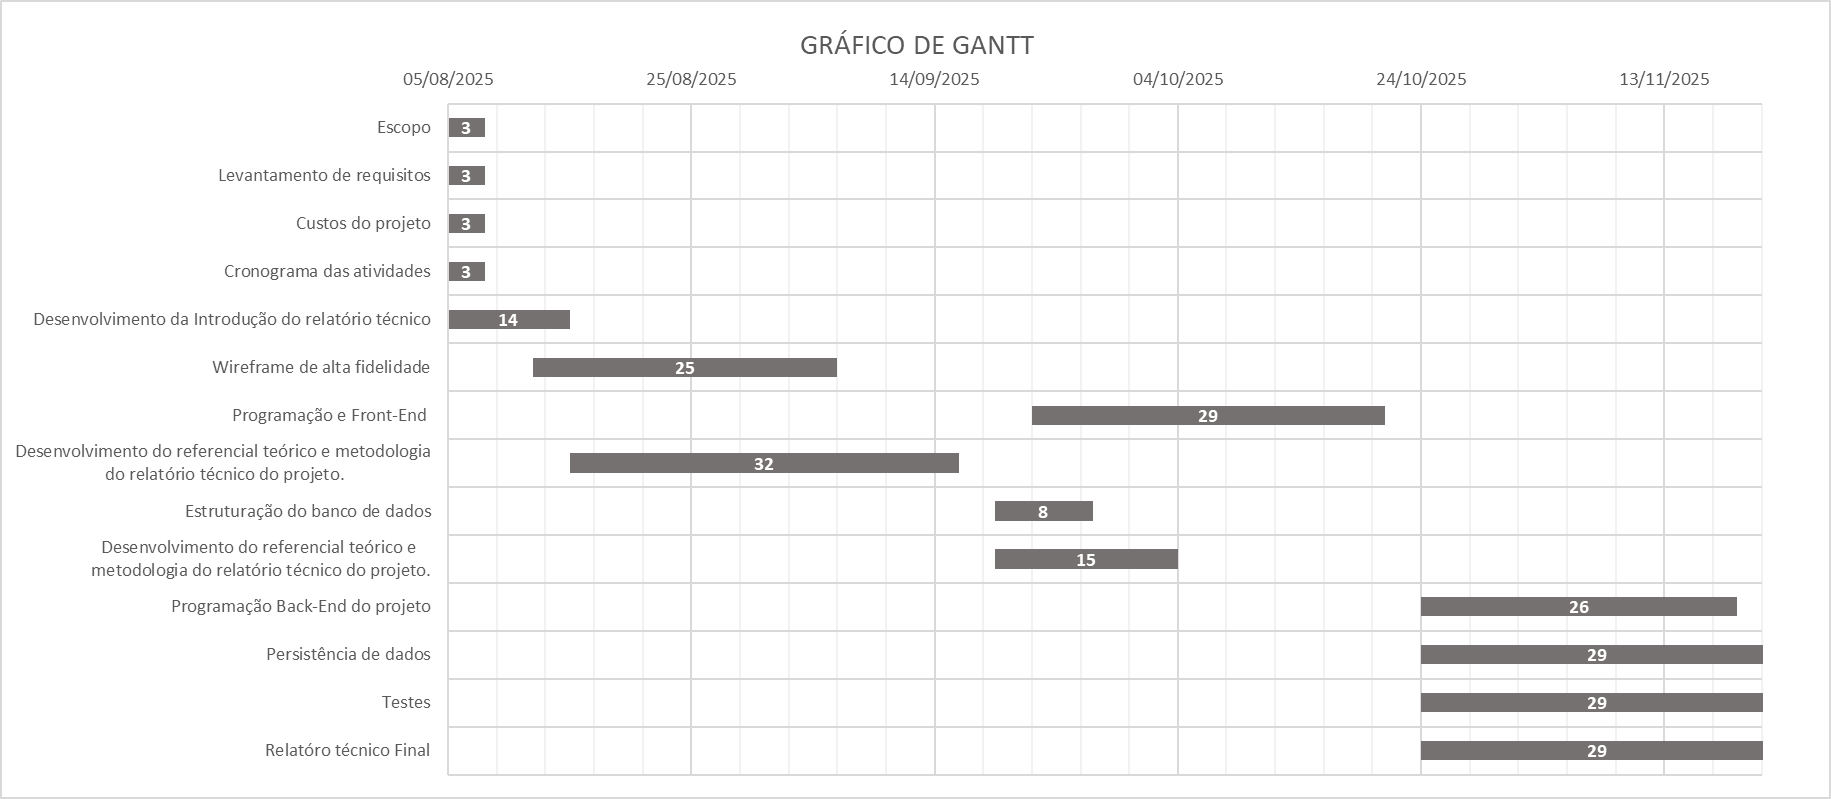 GRÁFICO DE GANTT
05/08/2025 25/08/2025 14/09/2025 04/10/2025 24/10/2025 13/11/2025
Escopo 3
Levantamento de requisitos 3
Custos do projeto 3
Cronograma das atividades 3
Desenvolvimento da Introdução do relatório técnico 14
Wireframe de alta fidelidade 25
Programação e Front-End 29
Desenvolvimento do referencial teórico e metodologia
do relatório técnico do projeto. 32
Estruturação do banco de dados 8
Desenvolvimento do referencial teórico e
metodologia do relatório técnico do projeto. 15
Programação Back-End do projeto 26
Persistência de dados 29
Testes 29
Relatóro técnico Final 29